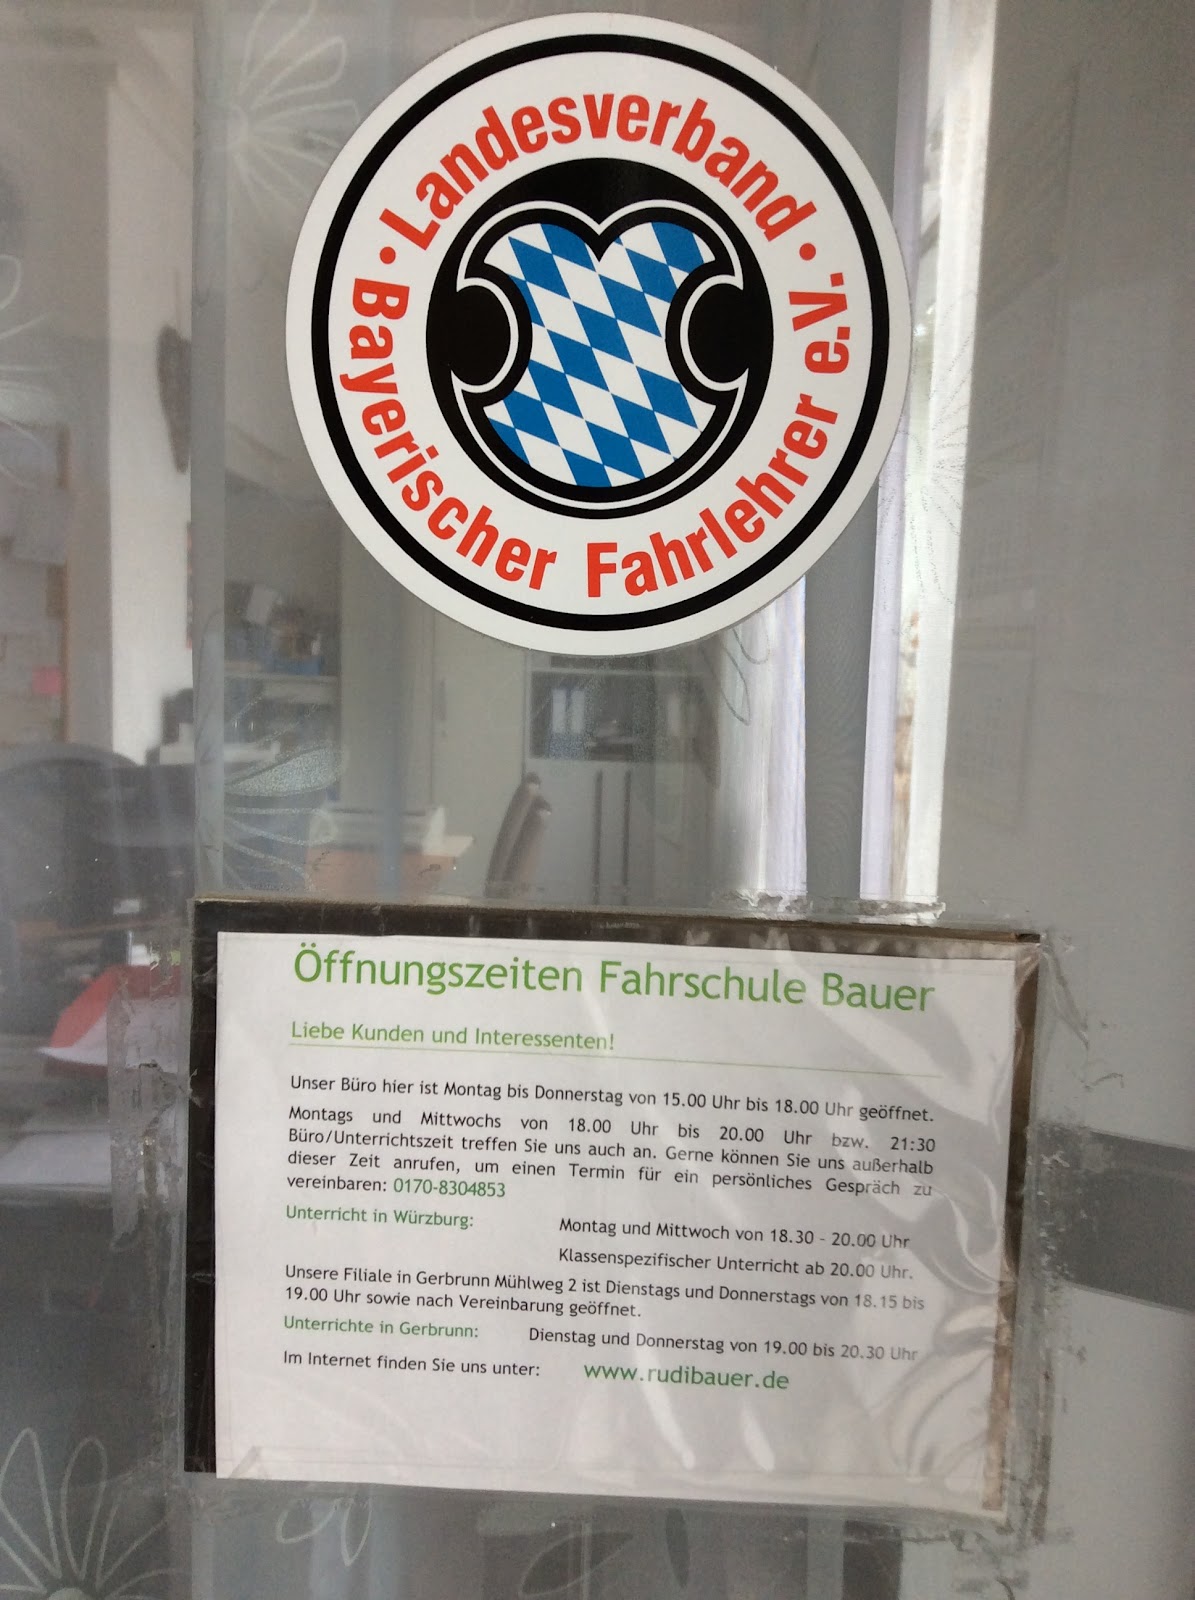 • Landesverband •
Bayerischer Fahrlehrer e.V.
Öffnungszeiten Fahrschule Bauer
Liebe Kunden und Interessenten!
Unser Büro hier ist Montag bis Donnerstag von 15.00 Uhr bis 18.00 Uhr geöffnet.
Montags und Mittwochs von 18.00 Uhr bis 20.00 Uhr bzw. 21:30
Büro/Unterrichtszeit treffen Sie uns auch an. Gerne können Sie uns außerhalb
dieser Zeit anrufen, um einen Termin für ein persönliches Gespräch zu
vereinbaren: 0170-8304853
Unterricht in Würzburg: Montag und Mittwoch von 18.30 - 20.00 Uhr
Klassenspezifischer Unterricht ab 20.00 Uhr.
Unsere Filiale in Gerbrunn Mühlweg 2 ist Dienstags und Donnerstags von 18.15 bis
19.00 Uhr sowie nach Vereinbarung geöffnet.
Unterrichte in Gerbrunn: Dienstag und Donnerstag von 19.00 bis 20.30 Uhr
Im Internet finden Sie uns unter: www.rudibauer.de